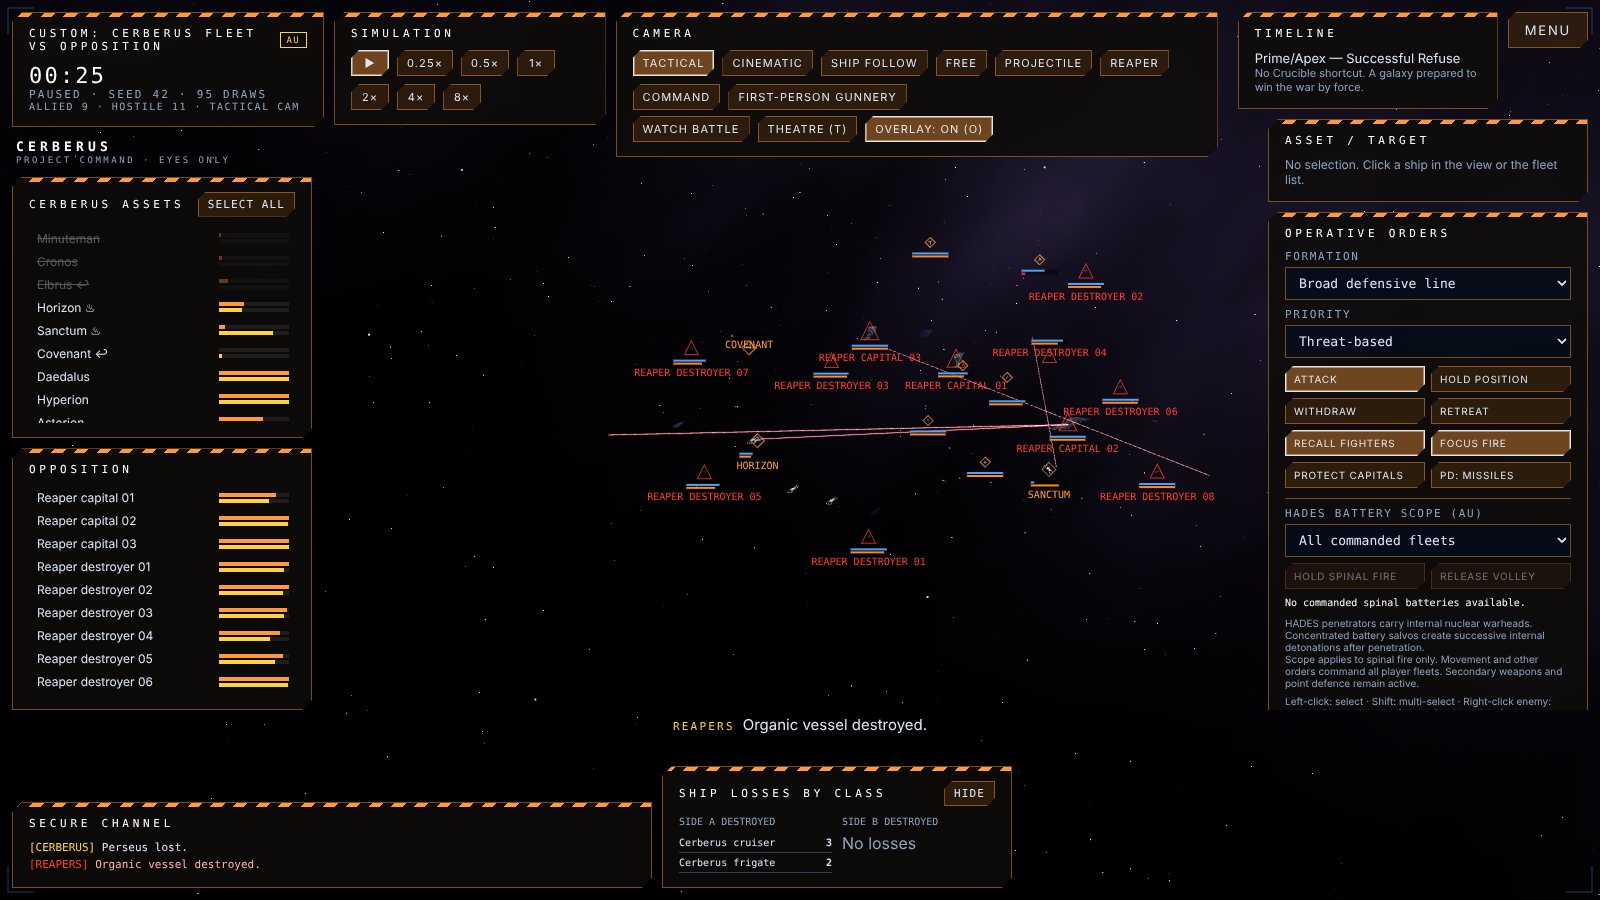 CUSTOM: CERBERUS FLEET
VS OPPOSITION
AU
00:25
PAUSED · SEED 42 · 95 DRAWS
ALLIED 9 · HOSTILE 11 · TACTICAL CAM
SIMULATION
▶ 0.25× 0.5× 1×
2× 4× 8×
CAMERA
TACTICAL CINEMATIC SHIP FOLLOW FREE PROJECTILE REAPER
COMMAND FIRST-PERSON GUNNERY
WATCH BATTLE THEATRE (T) OVERLAY: ON (O)
TIMELINE
Prime/Apex — Successful Refuse
No Crucible shortcut. A galaxy prepared to
win the war by force.
MENU
CERBERUS
PROJECT COMMAND · EYES ONLY
CERBERUS ASSETS
SELECT ALL
Minuteman
Cronos
Elbrus ↩
Horizon ♨
Sanctum ♨
Covenant ↩
Daedalus
Hyperion
Asterion
OPPOSITION
Reaper capital 01
Reaper capital 02
Reaper capital 03
Reaper destroyer 01
Reaper destroyer 02
Reaper destroyer 03
Reaper destroyer 04
Reaper destroyer 05
Reaper destroyer 06
REAPER DESTROYER 02
COVENANT
REAPER CAPITAL 03
REAPER DESTROYER 04
REAPER DESTROYER 07
REAPER DESTROYER 03
REAPER CAPITAL 01
REAPER DESTROYER 06
REAPER CAPITAL 02
HORIZON
REAPER DESTROYER 05
SANCTUM
REAPER DESTROYER 08
REAPER DESTROYER 01
ASSET / TARGET
No selection. Click a ship in the view or the fleet
list.
OPERATIVE ORDERS
FORMATION
Broad defensive line
PRIORITY
Threat-based
ATTACK HOLD POSITION
WITHDRAW RETREAT
RECALL FIGHTERS FOCUS FIRE
PROTECT CAPITALS PD: MISSILES
HADES BATTERY SCOPE (AU)
All commanded fleets
HOLD SPINAL FIRE RELEASE VOLLEY
No commanded spinal batteries available.
HADES penetrators carry internal nuclear warheads.
Concentrated battery salvos create successive internal
detonations after penetration.
Scope applies to spinal fire only. Movement and other
orders command all player fleets. Secondary weapons and
point defence remain active.
Left-click: select · Shift: multi-select · Right-click enemy:
REAPERS Organic vessel destroyed.
SECURE CHANNEL
[CERBERUS] Perseus lost.
[REAPERS] Organic vessel destroyed.
SHIP LOSSES BY CLASS
HIDE
SIDE A DESTROYED
Cerberus cruiser 3
Cerberus frigate 2
SIDE B DESTROYED
No losses